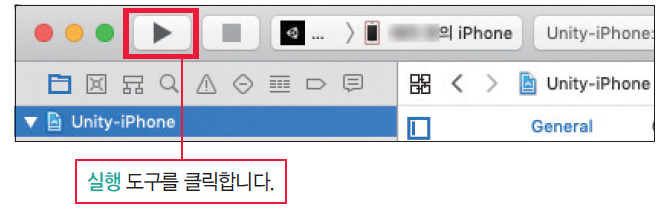 ... 의 iPhone Unity-iPhone:
Unity-iPhone
Unity-iPhone
General
실행 도구를 클릭합니다.